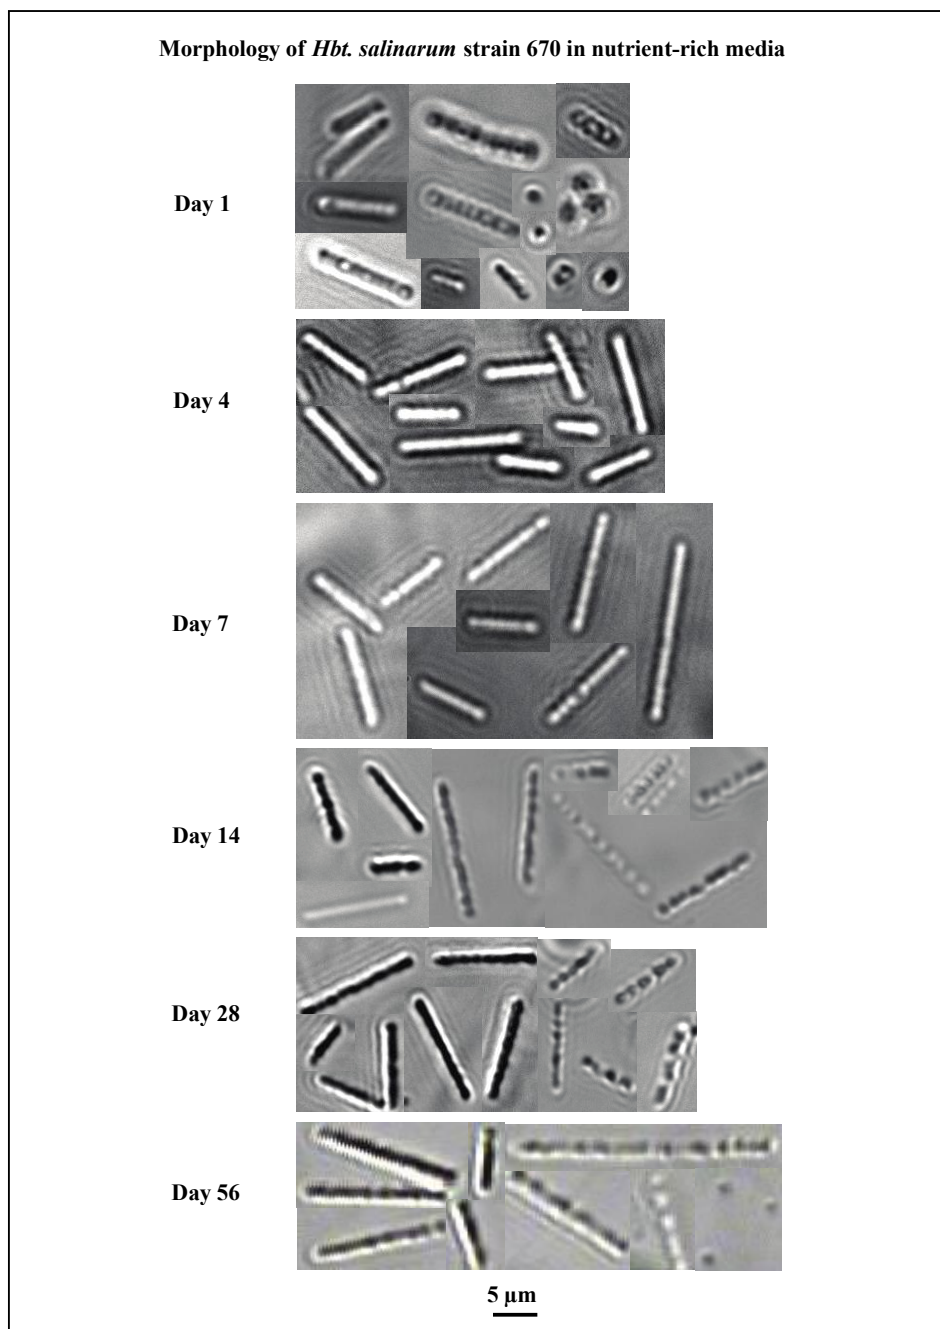 Morphology of Hbt. salinarum strain 670 in nutrient-rich media
Day 1
Day 4
Day 7
Day 14
Day 28
Day 56
5 µm